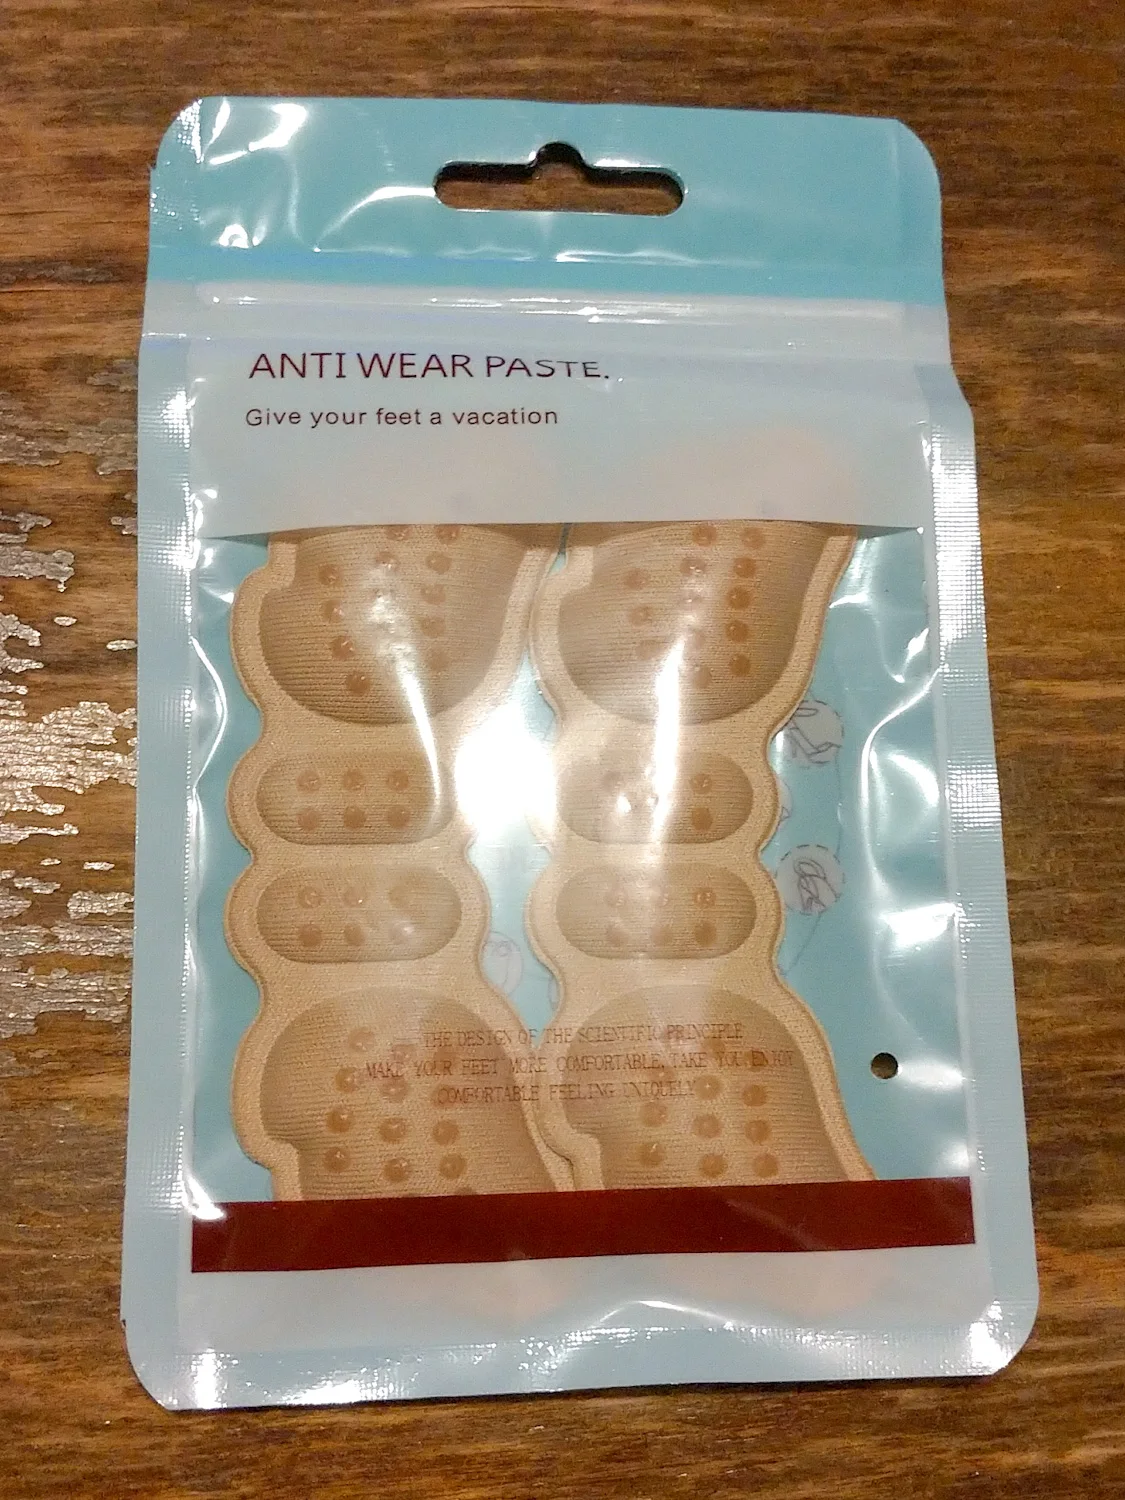 ANTI WEAR PASTE.
Give your feet a vacation
THE DESIGN OF THE SCIENTIFIC PRINCIPLE
MAKE YOUR FEET MORE COMFORTABLE, TAKE YOU ENJOY
COMFORTABLE FEELING UNIQUELY